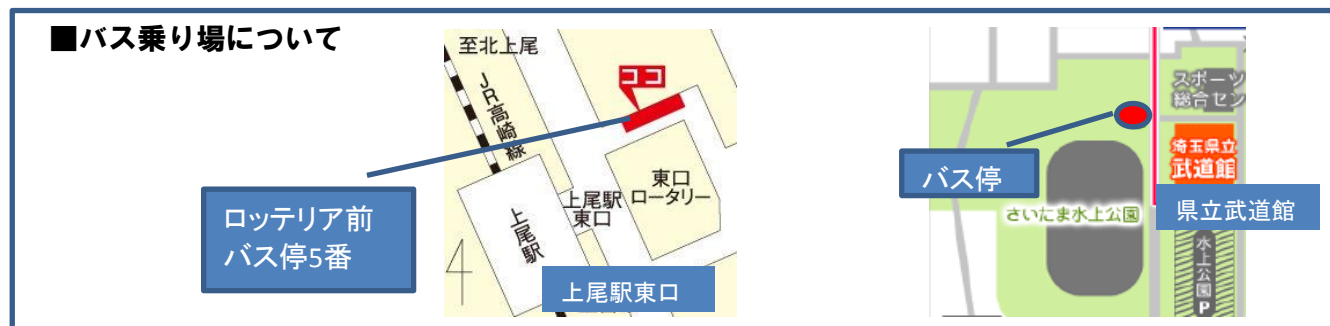 ■バス乗り場について
至北上尾
ココ
JR高崎線
ロッテリア前
バス停5番
上尾駅
東口
東口
ロータリー
上尾駅
上尾駅東口
スポーツ
総合セン
バス停
埼玉県立
武道館
さいたま水上公園
県立武道館
水上公園P